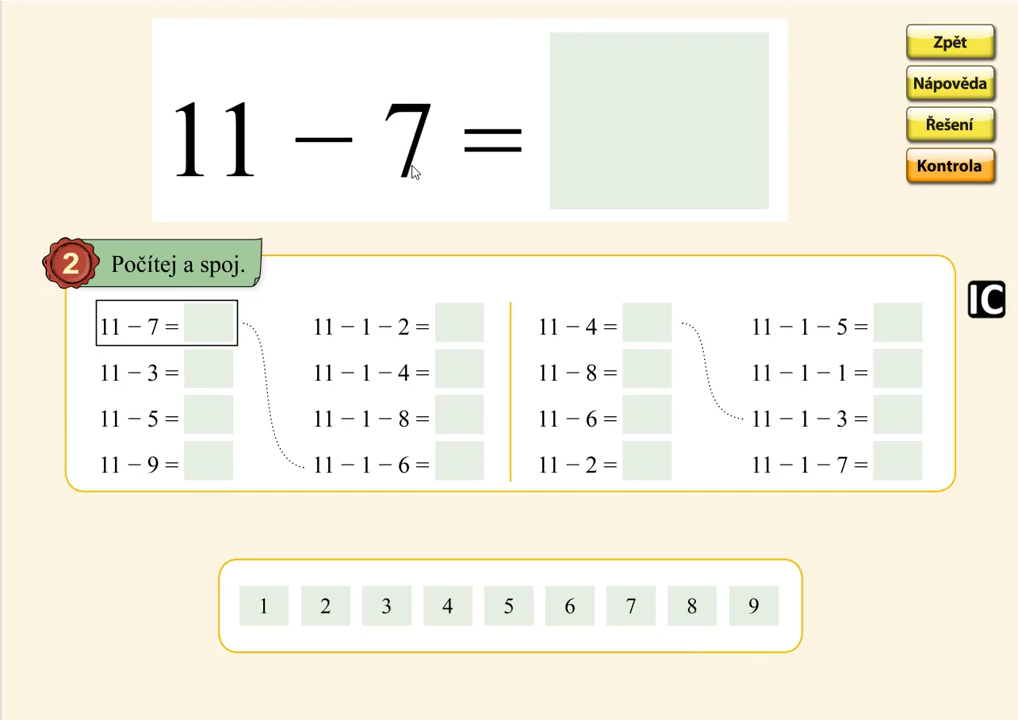 11 − 7 =
Zpět
Nápověda
Řešení
Kontrola
2 Počítej a spoj.
IC
11 − 7 =
11 − 3 =
11 − 5 =
11 − 9 =
11 − 1 − 2 =
11 − 1 − 4 =
11 − 1 − 8 =
11 − 1 − 6 =
11 − 4 =
11 − 8 =
11 − 6 =
11 − 2 =
11 − 1 − 5 =
11 − 1 − 1 =
11 − 1 − 3 =
11 − 1 − 7 =
1 2 3 4 5 6 7 8 9